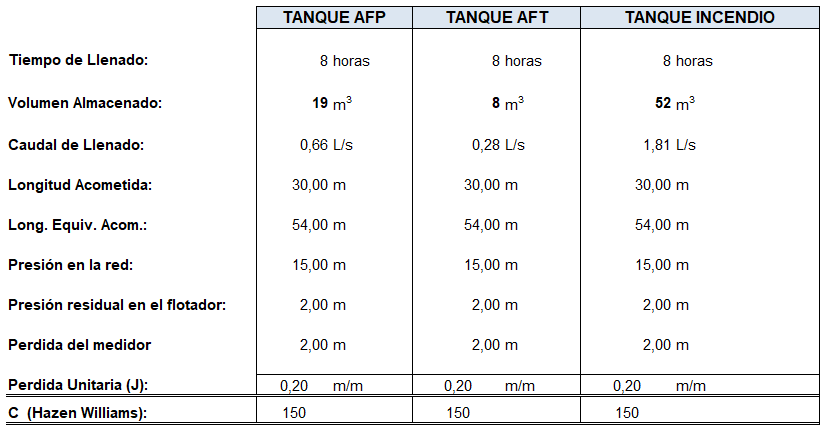 TANQUE AFP TANQUE AFT TANQUE INCENDIO
Tiempo de Llenado: 8 horas 8 horas 8 horas
Volumen Almacenado: 19 m³ 8 m³ 52 m³
Caudal de Llenado: 0,66 L/s 0,28 L/s 1,81 L/s
Longitud Acometida: 30,00 m 30,00 m 30,00 m
Long. Equiv. Acom.: 54,00 m 54,00 m 54,00 m
Presión en la red: 15,00 m 15,00 m 15,00 m
Presión residual en el flotador: 2,00 m 2,00 m 2,00 m
Perdida del medidor 2,00 m 2,00 m 2,00 m
Perdida Unitaria (J): 0,20 m/m 0,20 m/m 0,20 m/m
C (Hazen Williams): 150 150 150